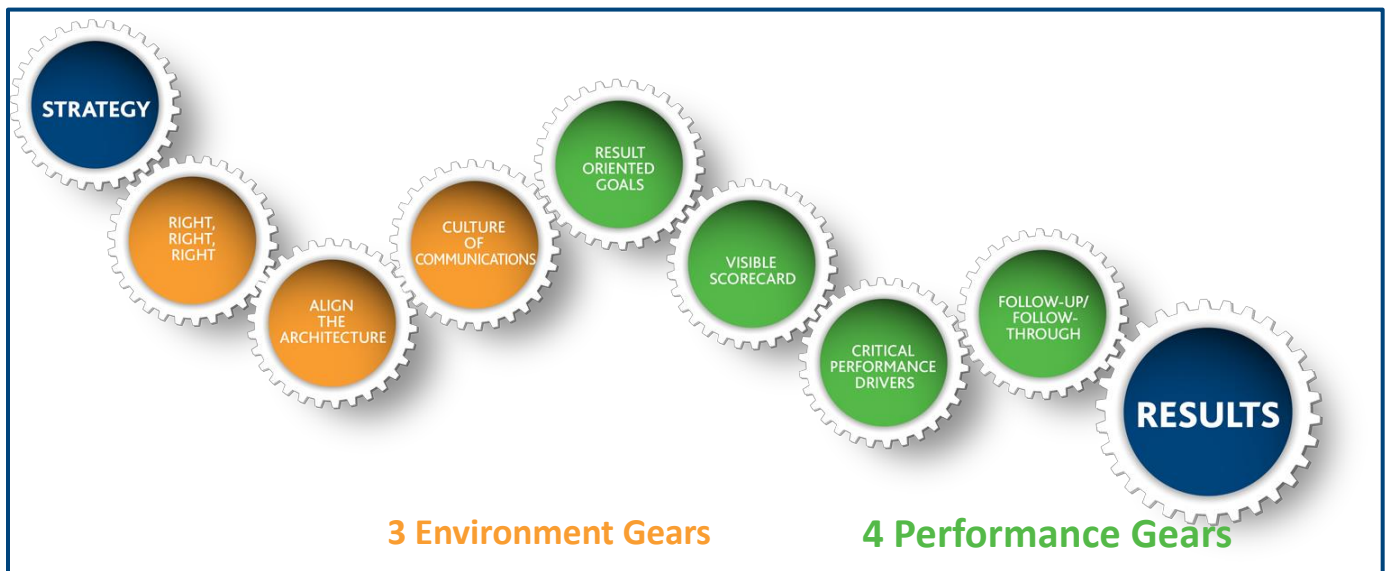 STRATEGY
RIGHT,
RIGHT,
RIGHT
ALIGN
THE
ARCHITECTURE
CULTURE
OF
COMMUNICATIONS
RESULT
ORIENTED
GOALS
VISIBLE
SCORECARD
CRITICAL
PERFORMANCE
DRIVERS
FOLLOW-UP/
FOLLOW-
THROUGH
RESULTS
3 Environment Gears
4 Performance Gears